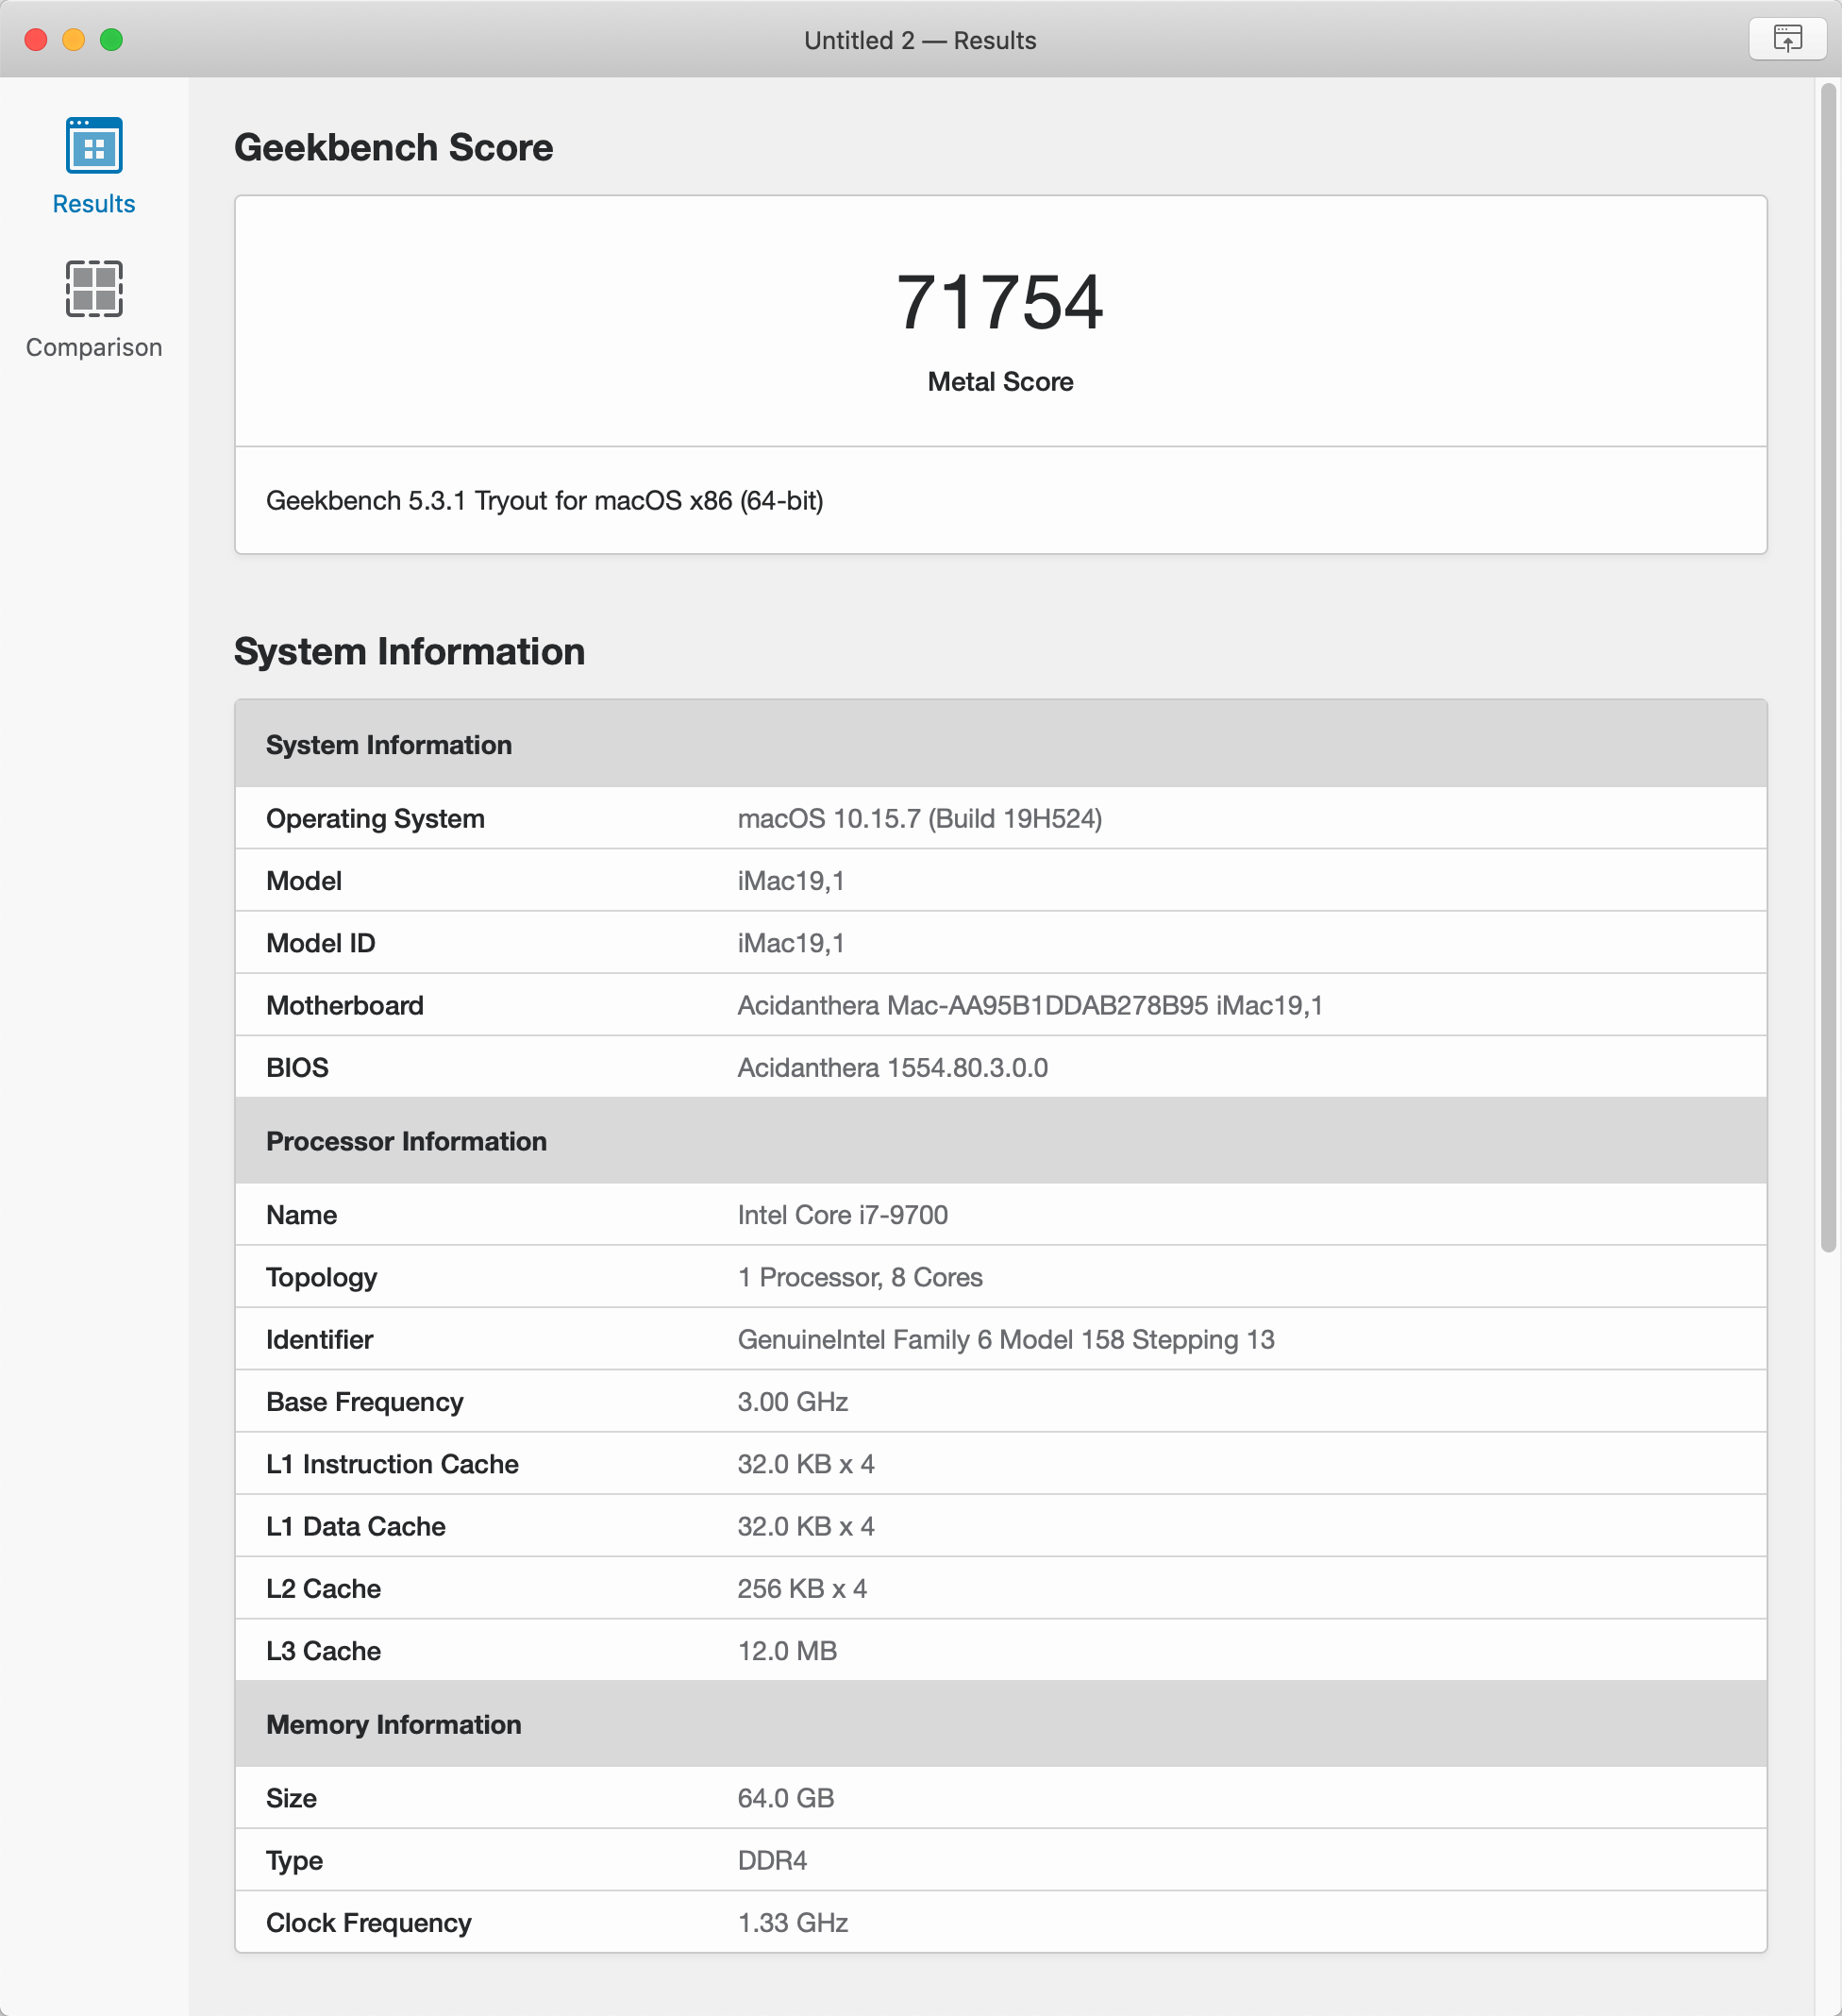 Untitled 2 — Results
Results
Comparison
Geekbench Score
71754
Metal Score
Geekbench 5.3.1 Tryout for macOS x86 (64-bit)
System Information
System Information
Operating System macOS 10.15.7 (Build 19H524)
Model iMac19,1
Model ID iMac19,1
Motherboard Acidanthera Mac-AA95B1DDAB278B95 iMac19,1
BIOS Acidanthera 1554.80.3.0.0
Processor Information
Name Intel Core i7-9700
Topology 1 Processor, 8 Cores
Identifier GenuineIntel Family 6 Model 158 Stepping 13
Base Frequency 3.00 GHz
L1 Instruction Cache 32.0 KB x 4
L1 Data Cache 32.0 KB x 4
L2 Cache 256 KB x 4
L3 Cache 12.0 MB
Memory Information
Size 64.0 GB
Type DDR4
Clock Frequency 1.33 GHz